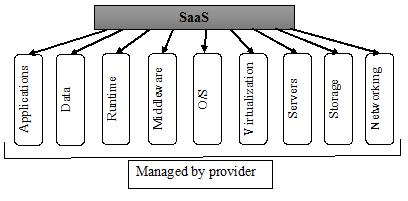 SaaS
Applications
Data
Runtime
Middleware
O/S
Virtualization
Servers
Storage
Networking
Managed by provider